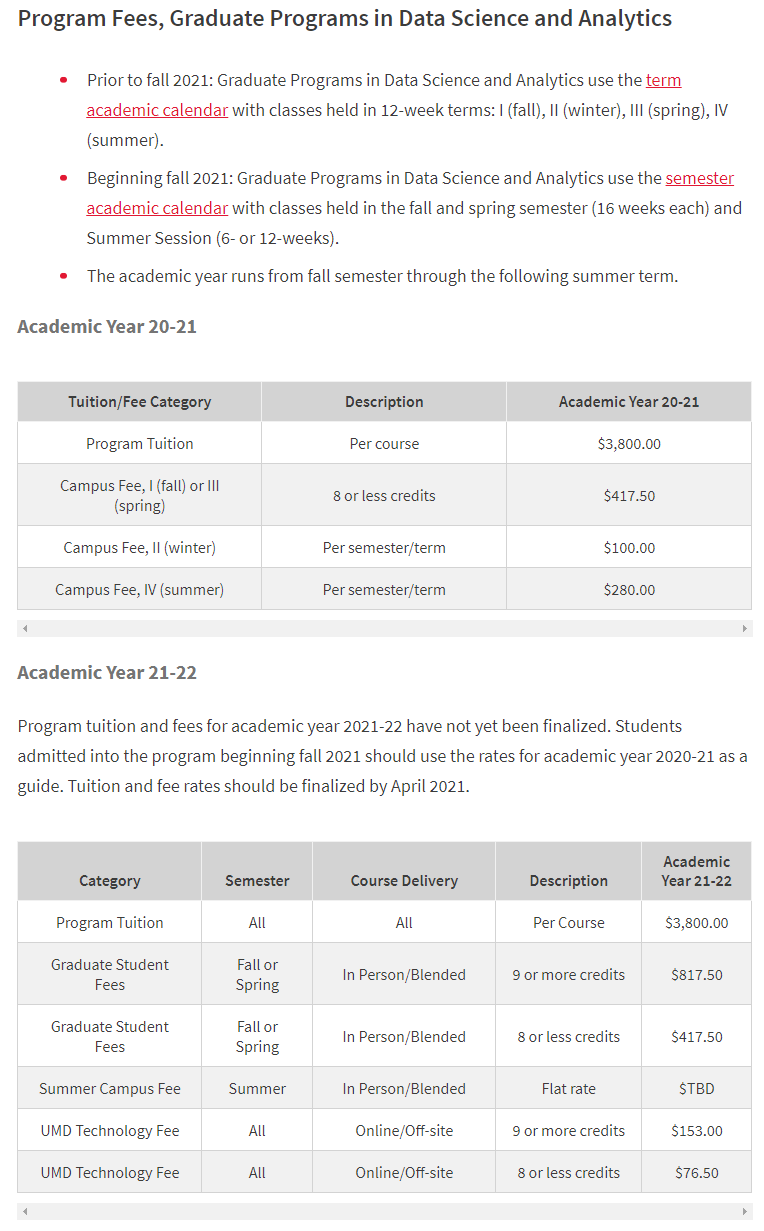 Program Fees, Graduate Programs in Data Science and Analytics
Prior to fall 2021: Graduate Programs in Data Science and Analytics use the term
academic calendar with classes held in 12-week terms: I (fall), II (winter), III (spring), IV
(summer).
Beginning fall 2021: Graduate Programs in Data Science and Analytics use the semester
academic calendar with classes held in the fall and spring semester (16 weeks each) and
Summer Session (6- or 12-weeks).
The academic year runs from fall semester through the following summer term.
Academic Year 20-21
Tuition/Fee Category Description Academic Year 20-21
Program Tuition Per course $3,800.00
Campus Fee, I (fall) or III
(spring) 8 or less credits $417.50
Campus Fee, II (winter) Per semester/term $100.00
Campus Fee, IV (summer) Per semester/term $280.00
Academic Year 21-22
Program tuition and fees for academic year 2021-22 have not yet been finalized. Students
admitted into the program beginning fall 2021 should use the rates for academic year 2020-21 as a
guide. Tuition and fee rates should be finalized by April 2021.
Category Semester Course Delivery Description Academic
Year 21-22
Program Tuition All All Per Course $3,800.00
Graduate Student
Fees Fall or
Spring In Person/Blended 9 or more credits $817.50
Graduate Student
Fees Fall or
Spring In Person/Blended 8 or less credits $417.50
Summer Campus Fee Summer In Person/Blended Flat rate $TBD
UMD Technology Fee All Online/Off-site 9 or more credits $153.00
UMD Technology Fee All Online/Off-site 8 or less credits $76.50